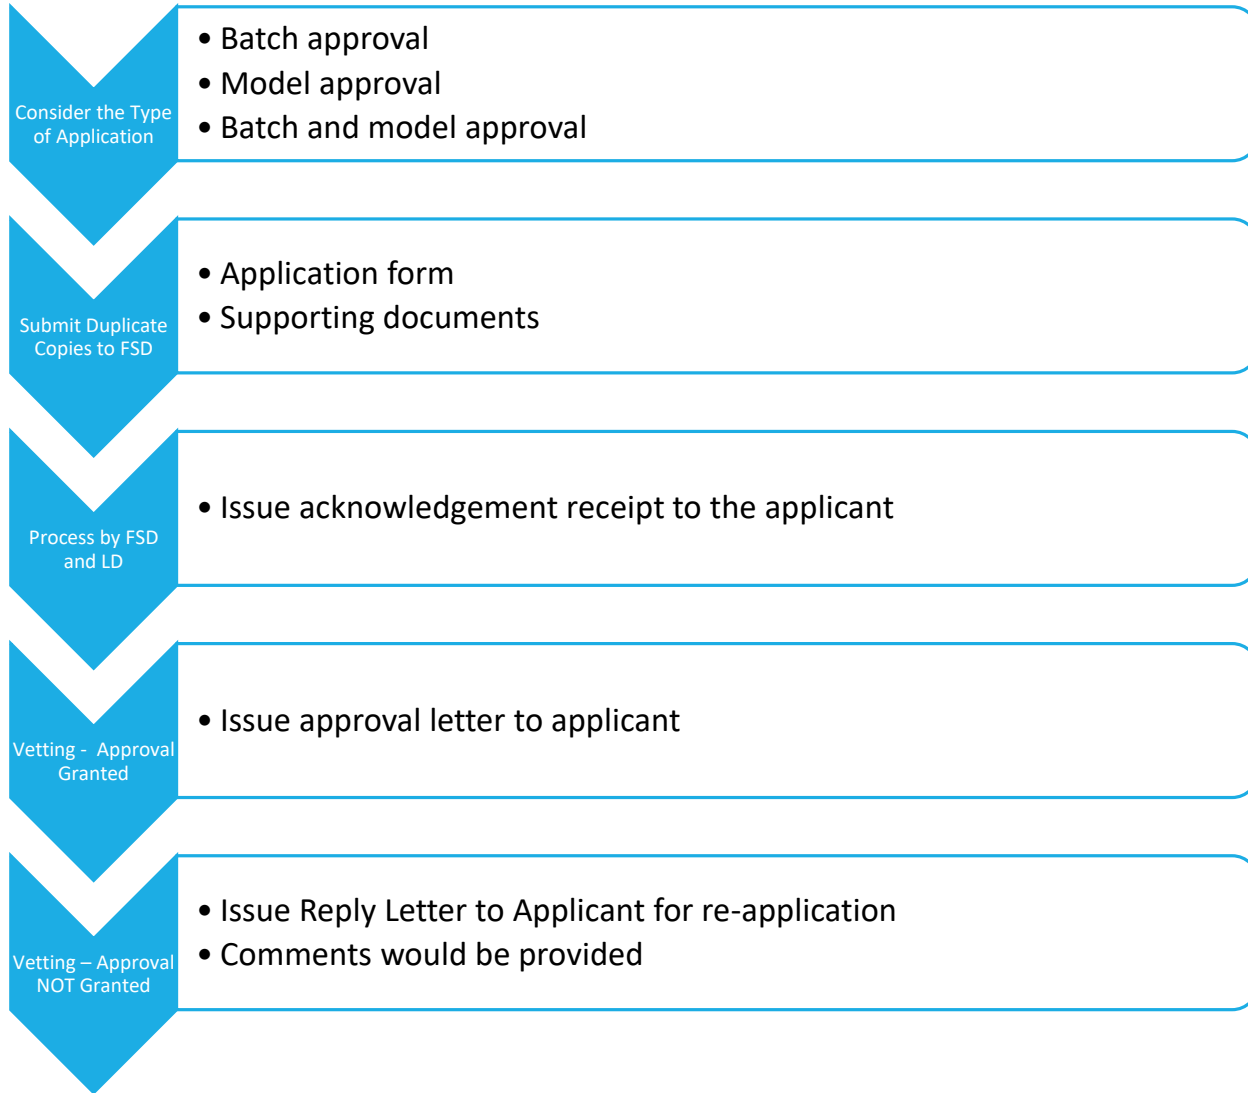 Consider the Type
of Application
• Batch approval
• Model approval
• Batch and model approval
Submit Duplicate
Copies to FSD
• Application form
• Supporting documents
Process by FSD
and LD
• Issue acknowledgement receipt to the applicant
Vetting - Approval
Granted
• Issue approval letter to applicant
Vetting – Approval
NOT Granted
• Issue Reply Letter to Applicant for re-application
• Comments would be provided